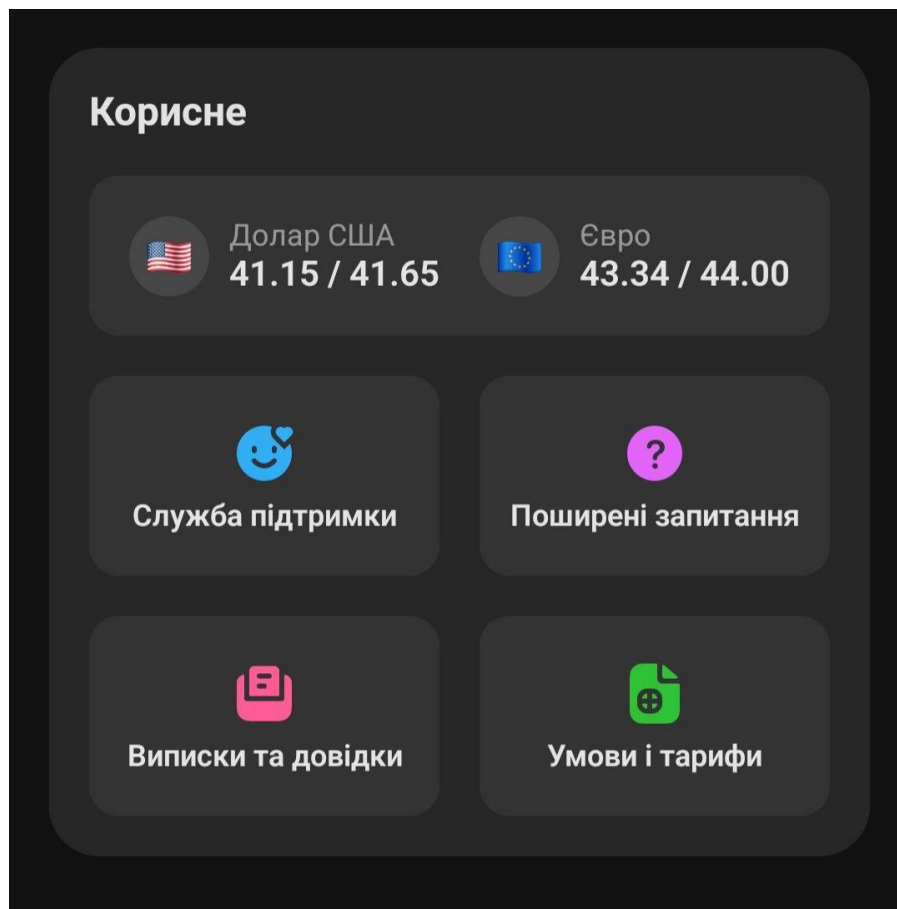 Корисне
Долар США
41.15 / 41.65
Євро
43.34 / 44.00
Служба підтримки
Поширені запитання
Виписки та довідки
Умови і тарифи